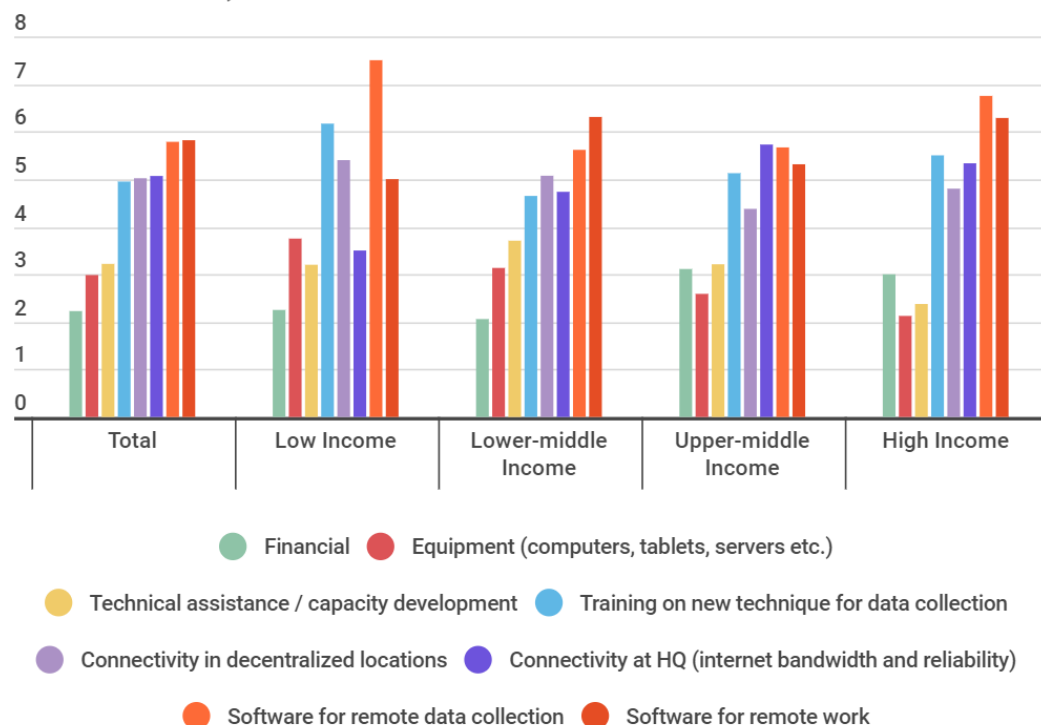 8
7
6
5
4
3
2
1
0
Total
Low Income
Lower-middle
Income
Upper-middle
Income
High Income
Financial
Equipment (computers, tablets, servers etc.)
Technical assistance / capacity development
Training on new technique for data collection
Connectivity in decentralized locations
Connectivity at HQ (internet bandwidth and reliability)
Software for remote data collection
Software for remote work